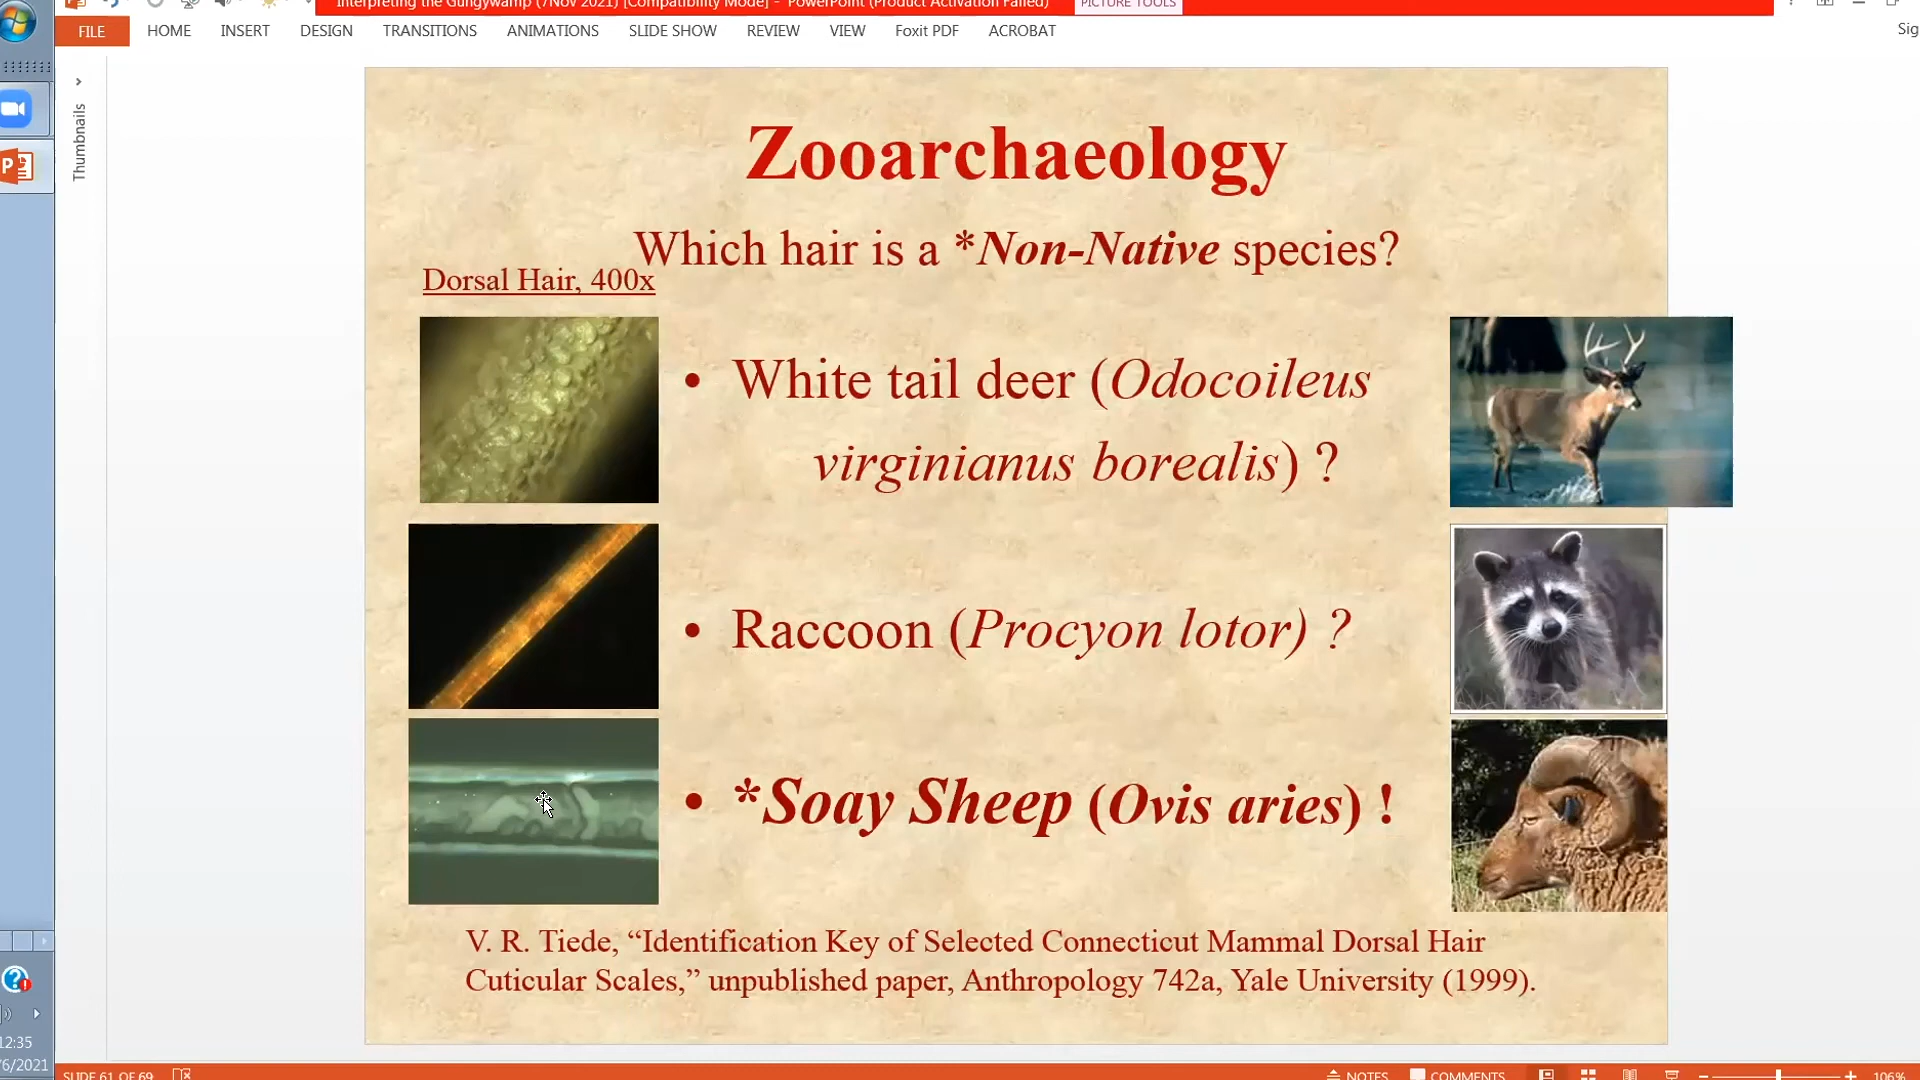 Interpreting the Gungywamp (7Nov 2021) [Compatibility Mode] - PowerPoint (Product Activation Failed)
PICTURE TOOLS
FILE HOME INSERT DESIGN TRANSITIONS ANIMATIONS SLIDE SHOW REVIEW VIEW Foxit PDF ACROBAT Sig
Thumbnails
Zooarchaeology
Which hair is a *Non-Native species?
Dorsal Hair, 400x
• White tail deer (Odocoileus
virginianus borealis) ?
• Raccoon (Procyon lotor) ?
• *Soay Sheep (Ovis aries) !
V. R. Tiede, “Identification Key of Selected Connecticut Mammal Dorsal Hair
Cuticular Scales,” unpublished paper, Anthropology 742a, Yale University (1999).
12:35
/6/2021
SLIDE 61 OF 69 NOTES COMMENTS 106%